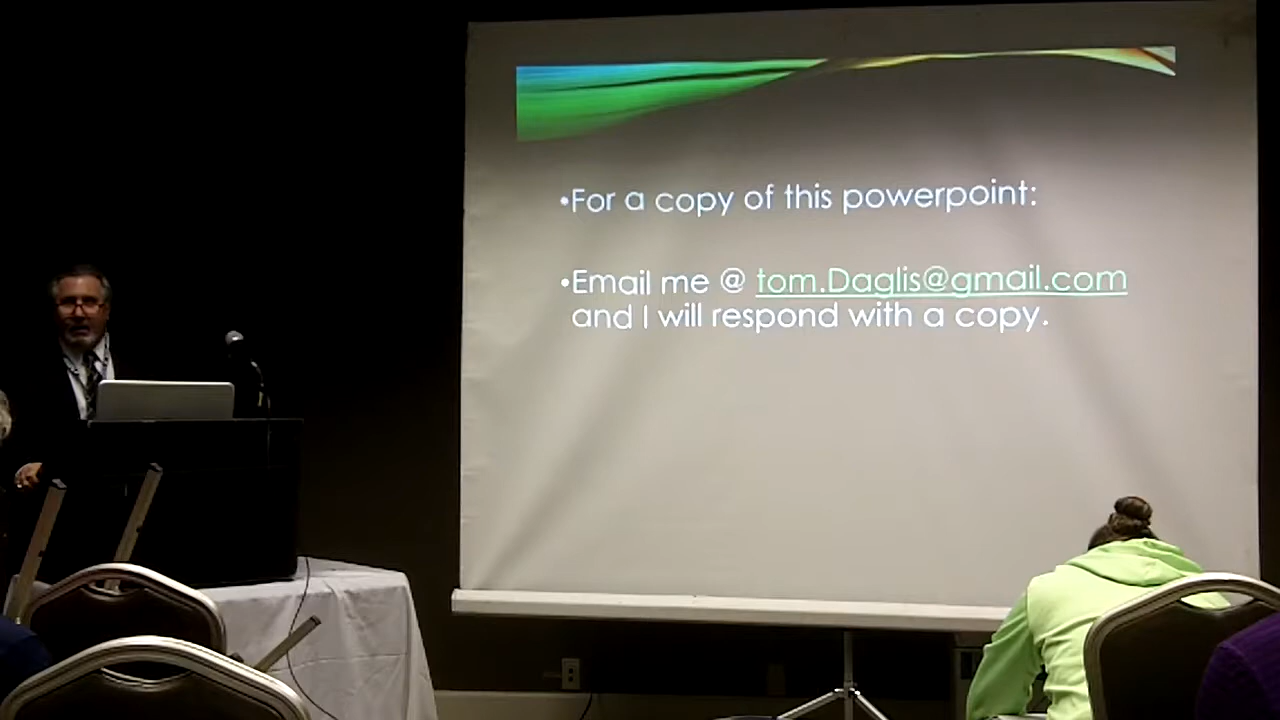 •For a copy of this powerpoint:
•Email me @ tom.Daglis@gmail.com
and I will respond with a copy.